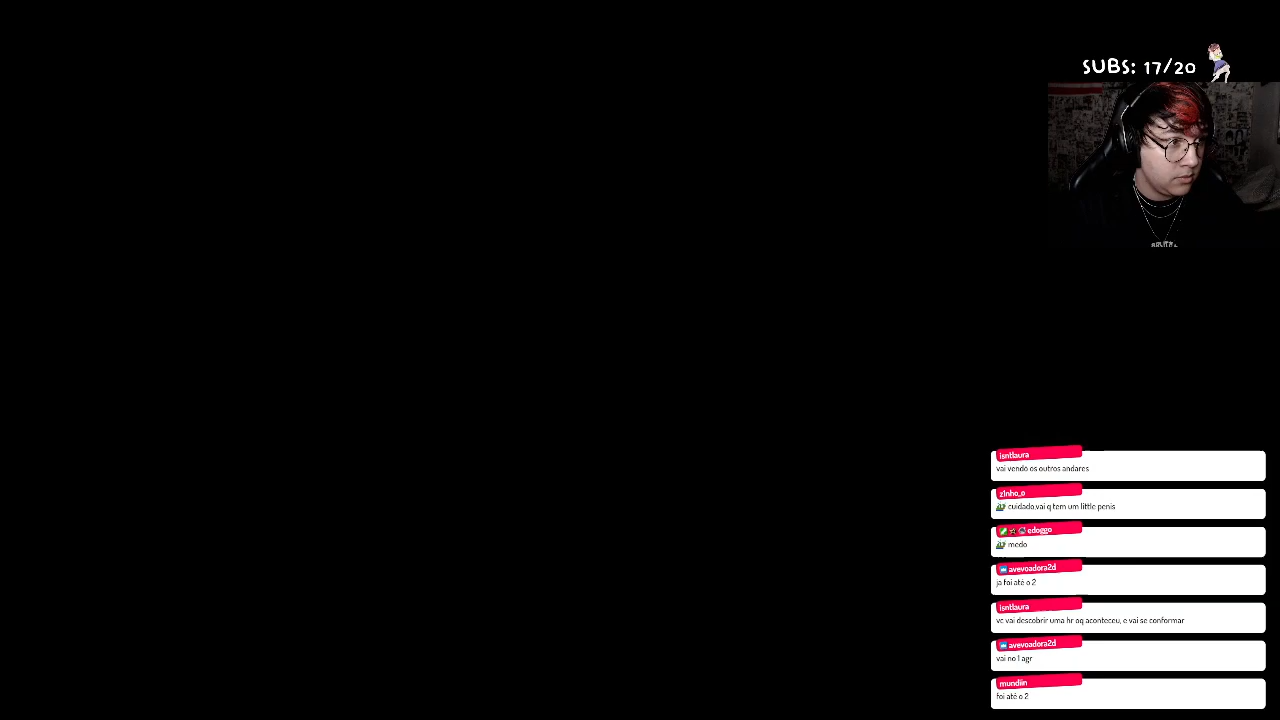 SUBS: 17/20
isntlaura
vai vendo os outros andares
z1nho_o
cuidado,vai q tem um little penis
edoggo
medo
avevoadora2d
ja foi até o 2
isntlaura
vc vai descobrir uma hr oq aconteceu, e vai se conformar
avevoadora2d
vai no 1 agr
mundiin
foi até o 2